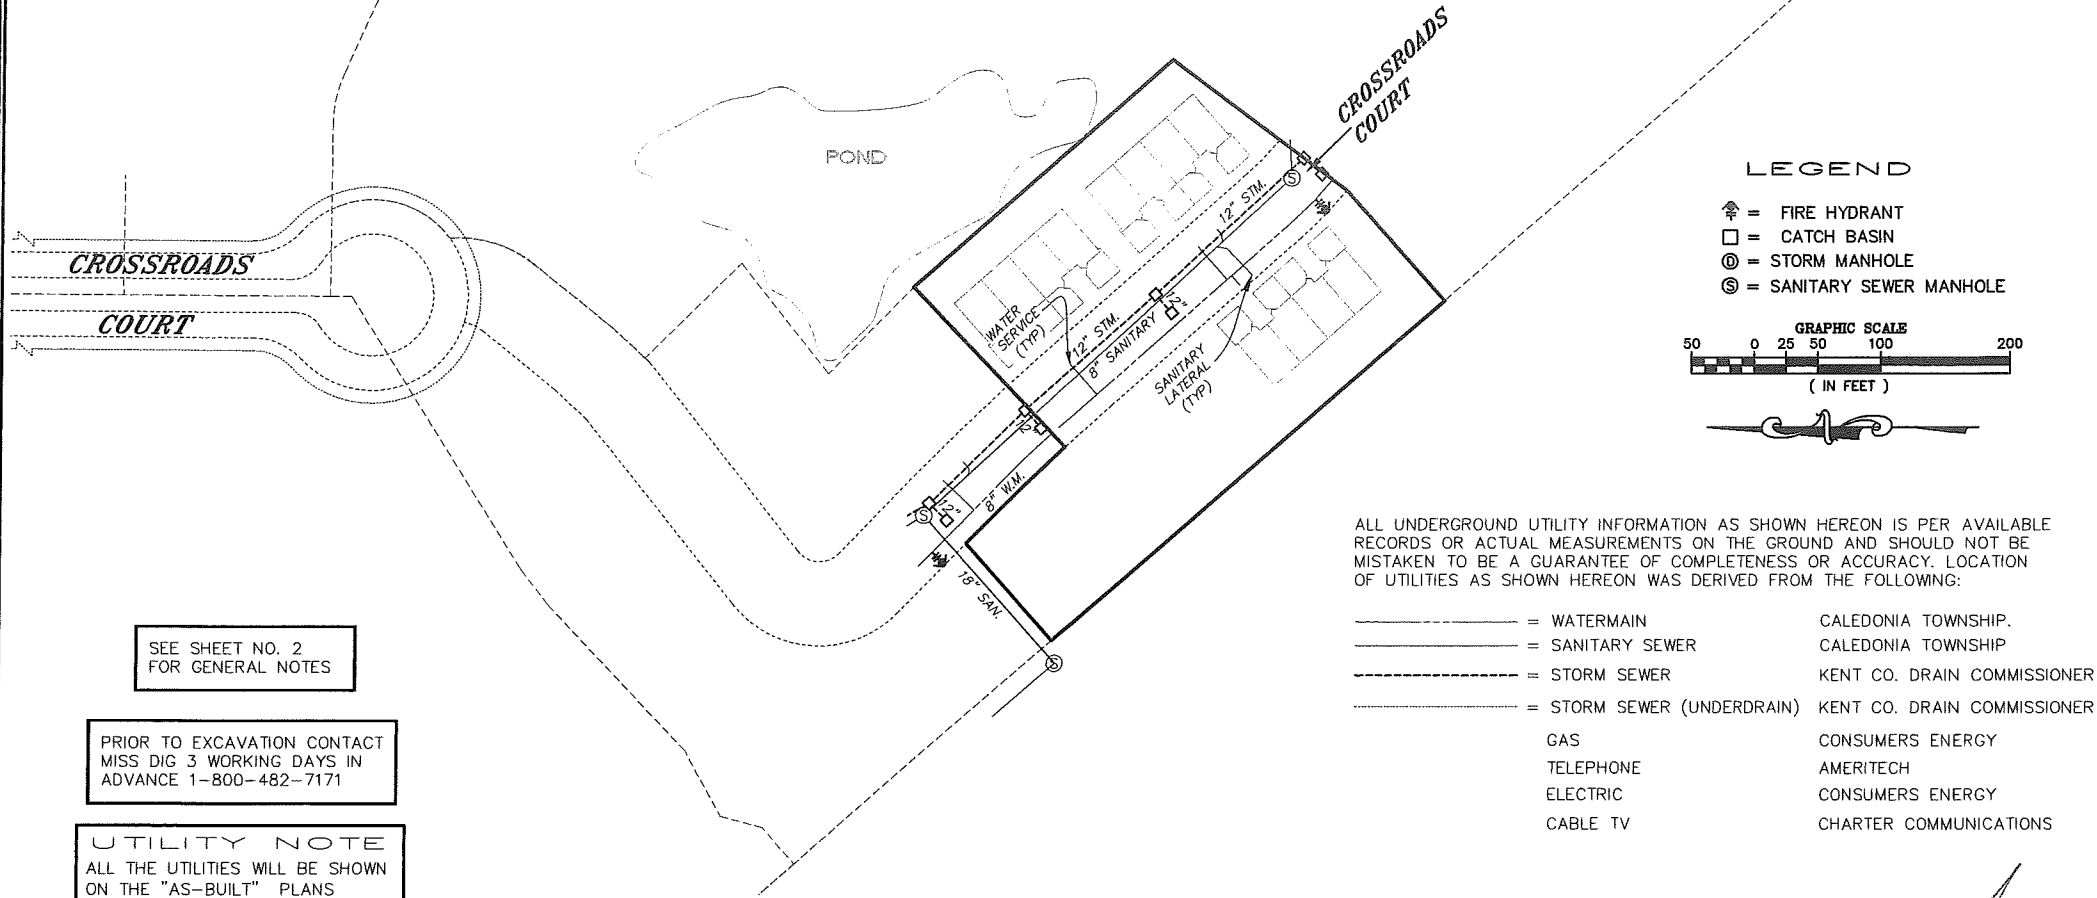 CROSSROADS
COURT
POND
CROSSROADS
COURT
12" STM.
WATER
SERVICE
(TYP)
12" STM.
8" SANITARY
12"
SANITARY
LATERAL
(TYP)
12"
8" W.M.
12"
18" SAN.
S
S
S
LEGEND
= FIRE HYDRANT
= CATCH BASIN
D = STORM MANHOLE
S = SANITARY SEWER MANHOLE
GRAPHIC SCALE
50 0 25 50 100 200
( IN FEET )
ALL UNDERGROUND UTILITY INFORMATION AS SHOWN HEREON IS PER AVAILABLE
RECORDS OR ACTUAL MEASUREMENTS ON THE GROUND AND SHOULD NOT BE
MISTAKEN TO BE A GUARANTEE OF COMPLETENESS OR ACCURACY. LOCATION
OF UTILITIES AS SHOWN HEREON WAS DERIVED FROM THE FOLLOWING:
= WATERMAIN CALEDONIA TOWNSHIP.
= SANITARY SEWER CALEDONIA TOWNSHIP
= STORM SEWER KENT CO. DRAIN COMMISSIONER
= STORM SEWER (UNDERDRAIN) KENT CO. DRAIN COMMISSIONER
GAS CONSUMERS ENERGY
TELEPHONE AMERITECH
ELECTRIC CONSUMERS ENERGY
CABLE TV CHARTER COMMUNICATIONS
SEE SHEET NO. 2
FOR GENERAL NOTES
PRIOR TO EXCAVATION CONTACT
MISS DIG 3 WORKING DAYS IN
ADVANCE 1-800-482-7171
UTILITY NOTE
ALL THE UTILITIES WILL BE SHOWN
ON THE "AS-BUILT" PLANS